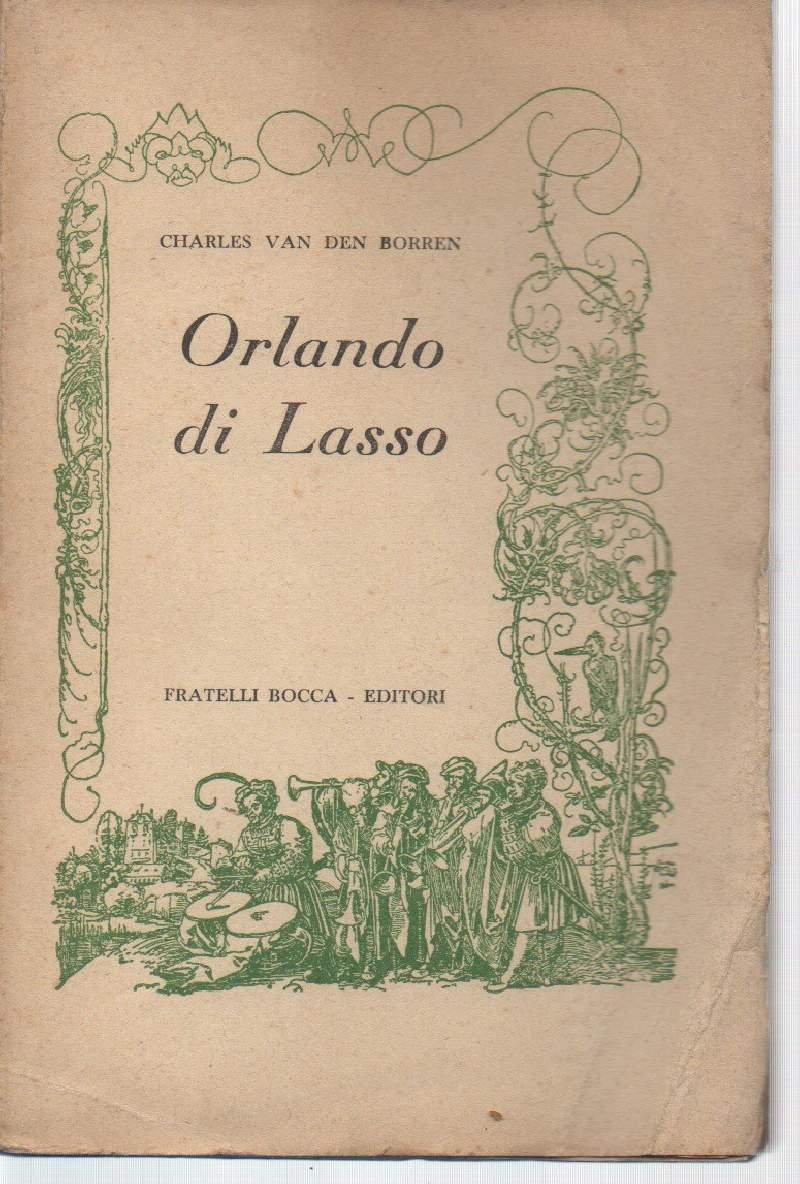 CHARLES VAN DEN BORREN
Orlando
di Lasso
FRATELLI BOCCA - EDITORI